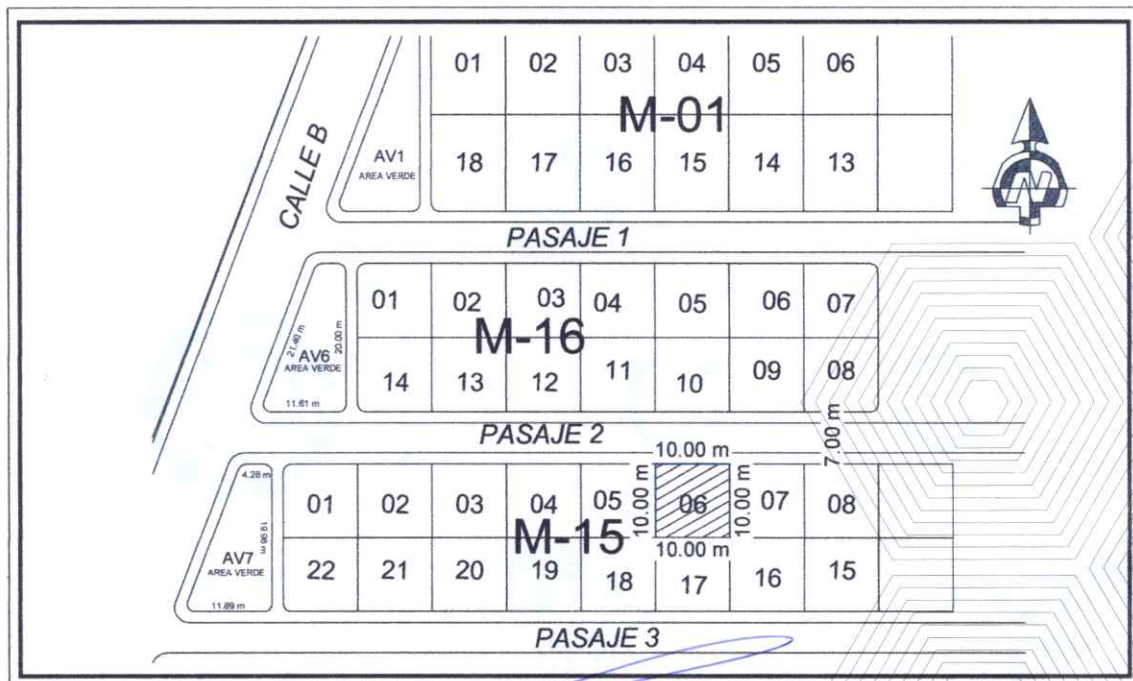 01 02 03 04 05 06
M-01
18 17 16 15 14 13
AV1
AREA VERDE
CALLE B
N
PASAJE 1
01 02 03 04 05 06 07
M-16
21.40 m
20.00 m
AV6
AREA VERDE
11.61 m
14 13 12 11 10 09 08
PASAJE 2
7.00 m
10.00 m
4.28 m
01 02 03 04 05 10.00 m 06 10.00 m 07 08
M-15
10.00 m
19.96 m
AV7
AREA VERDE
11.89 m
22 21 20 19 18 17 16 15
PASAJE 3